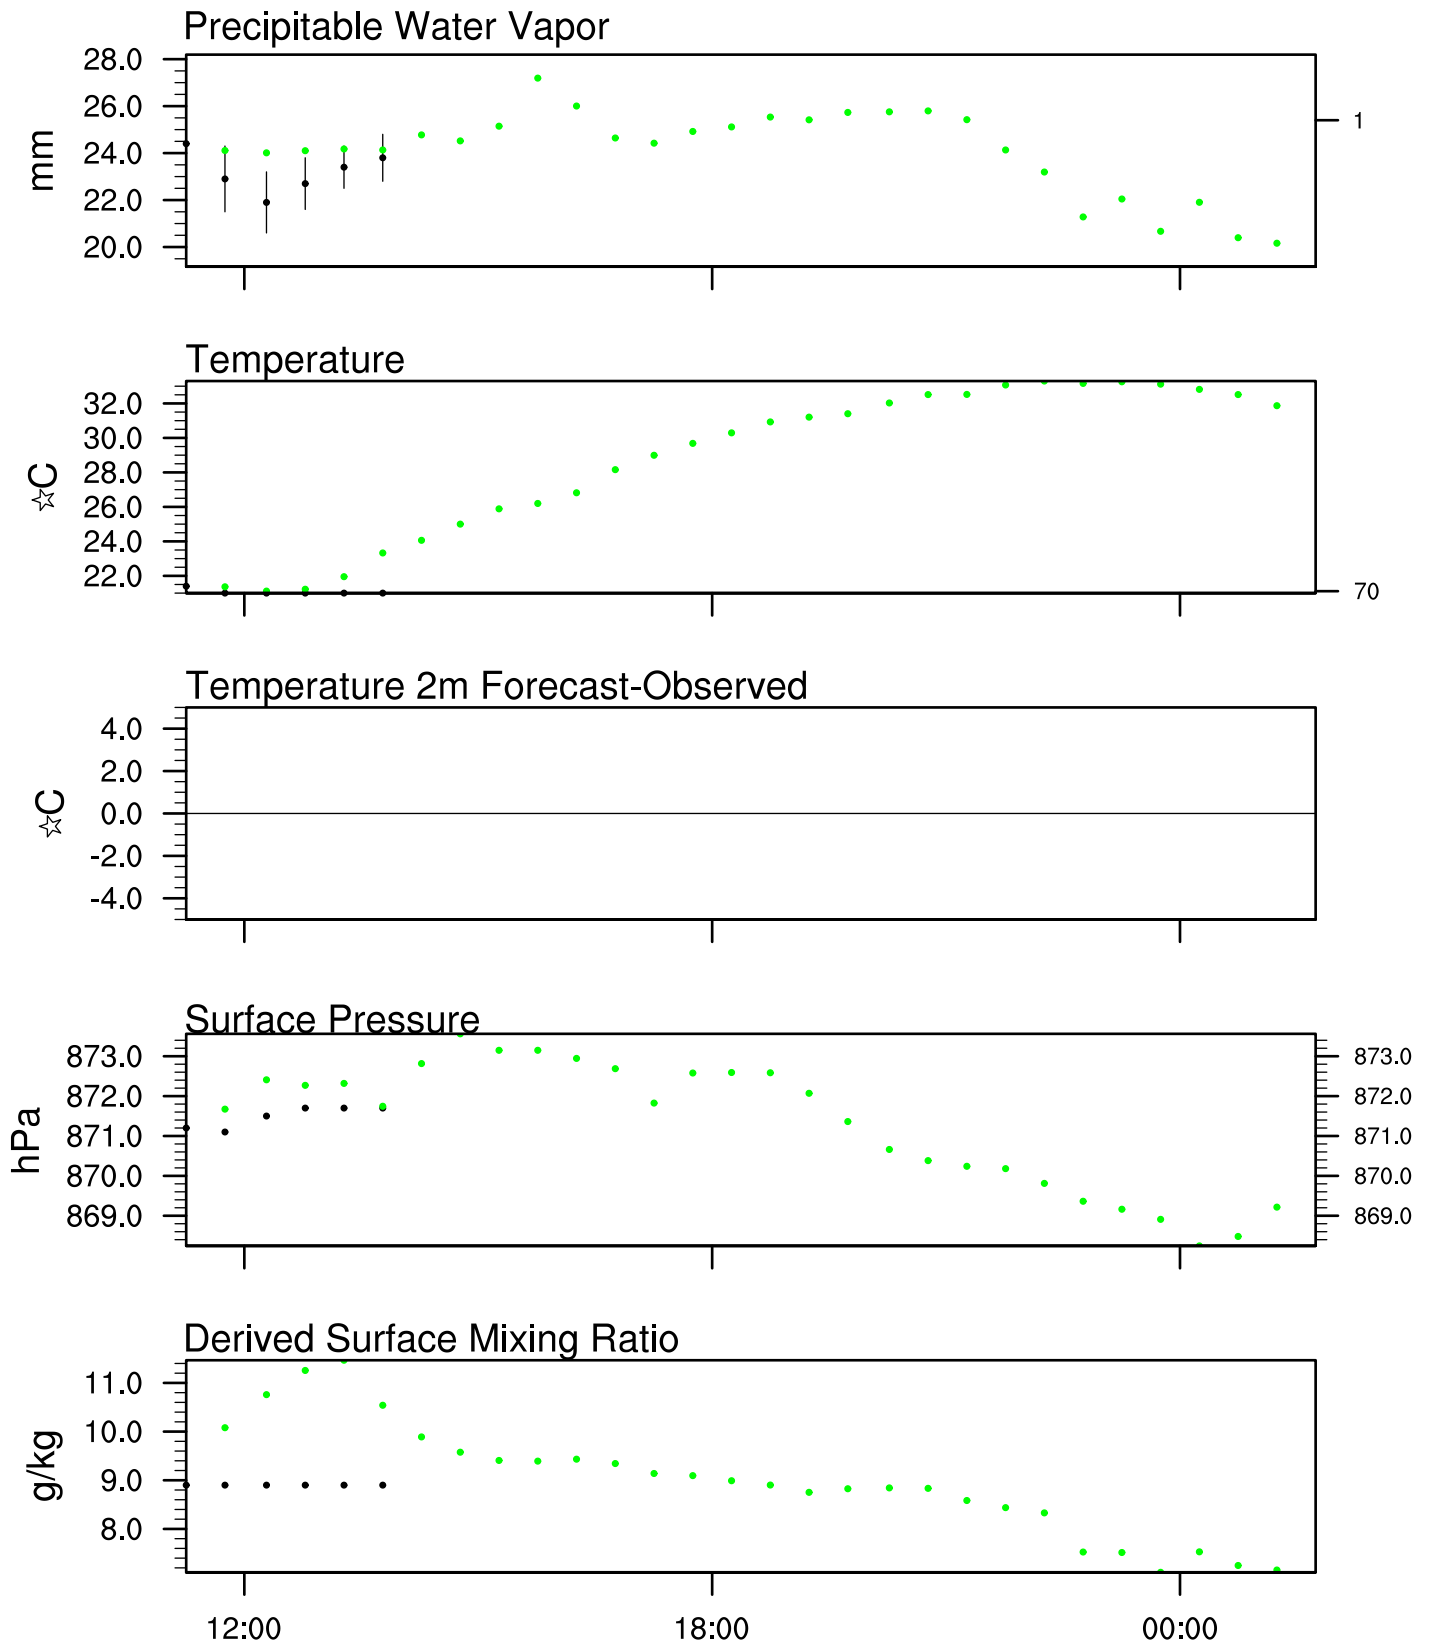 Precipitable Water Vapor
28.0
26.0
24.0
22.0
20.0
mm
1
Temperature
32.0
30.0
28.0
26.0
24.0
22.0
☆C
70
Temperature 2m Forecast-Observed
4.0
2.0
0.0
-2.0
-4.0
☆C
Surface Pressure
873.0
872.0
871.0
870.0
869.0
hPa
873.0
872.0
871.0
870.0
869.0
Derived Surface Mixing Ratio
11.0
10.0
9.0
8.0
g/kg
12:00 18:00 00:00